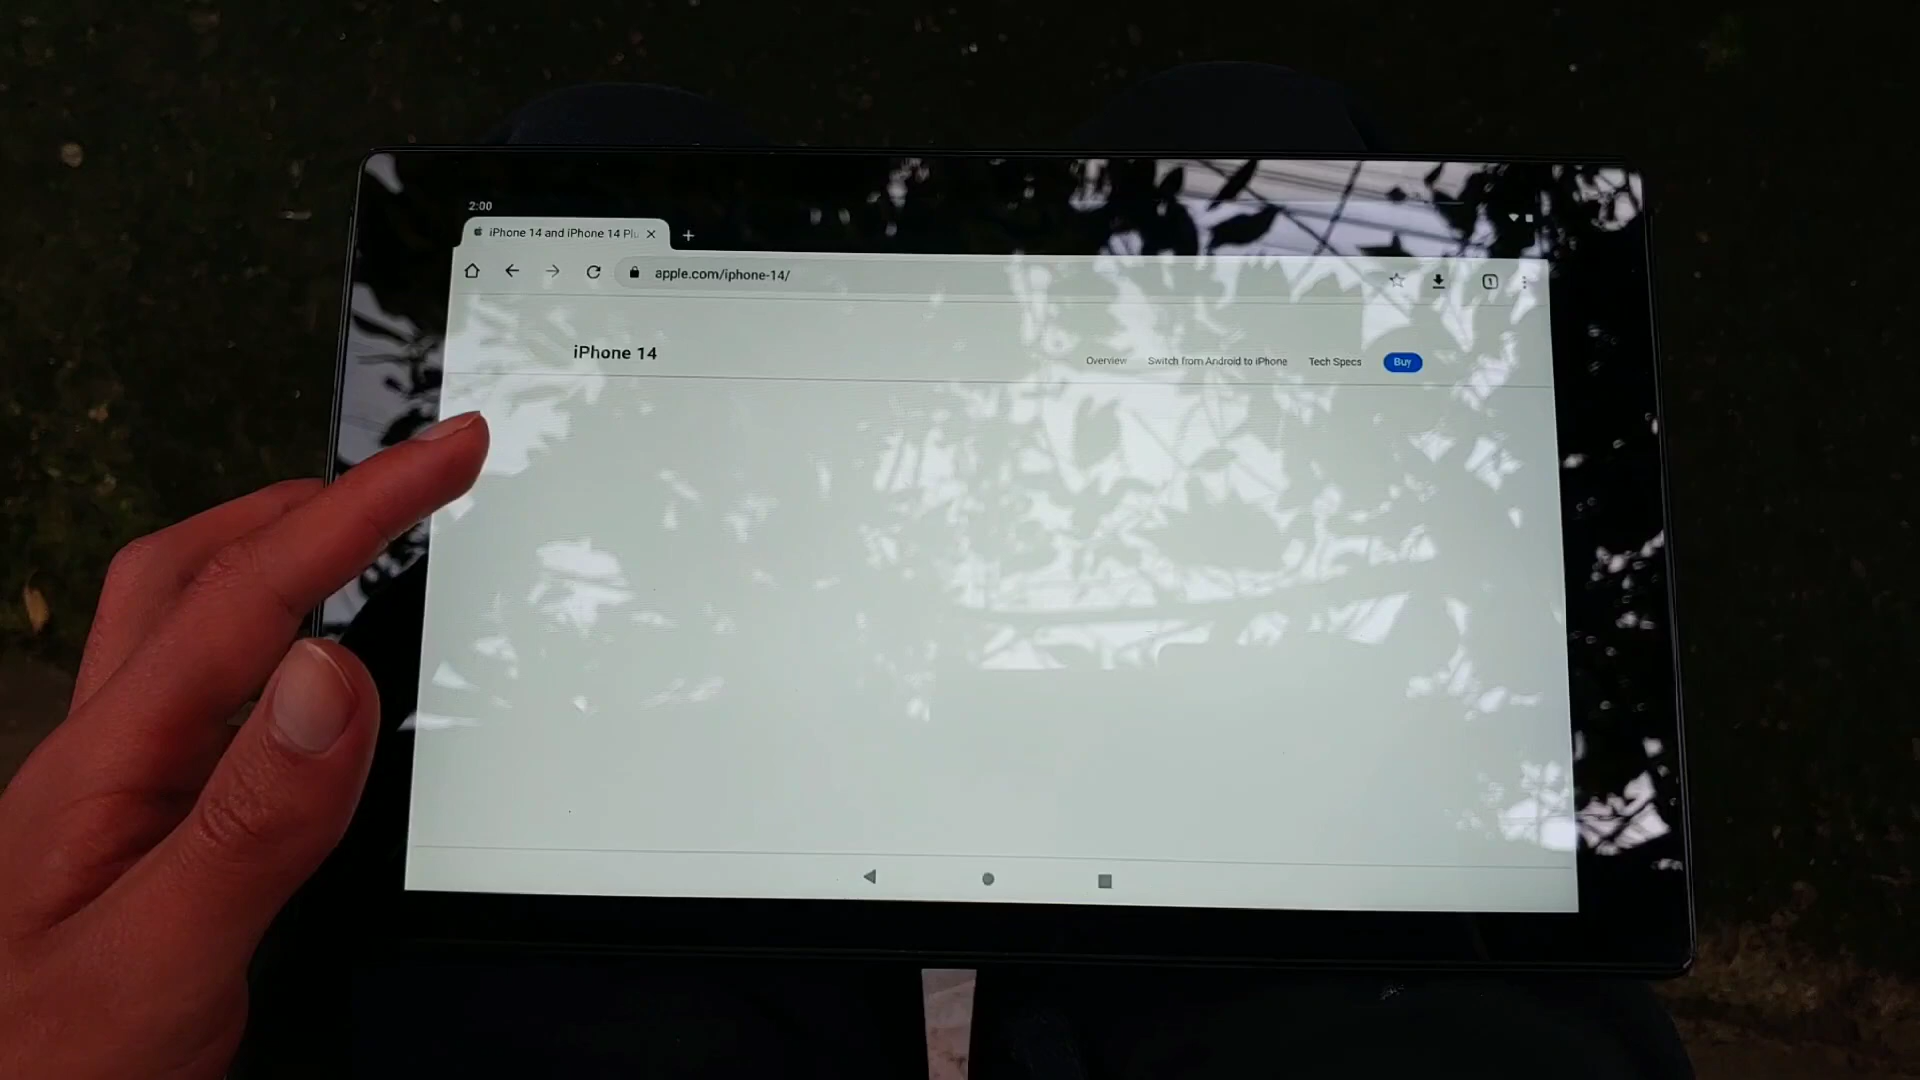 2:00
iPhone 14 and iPhone 14 Plu
apple.com/iphone-14/
1
iPhone 14
Overview
Switch from Android to iPhone
Tech Specs
Buy